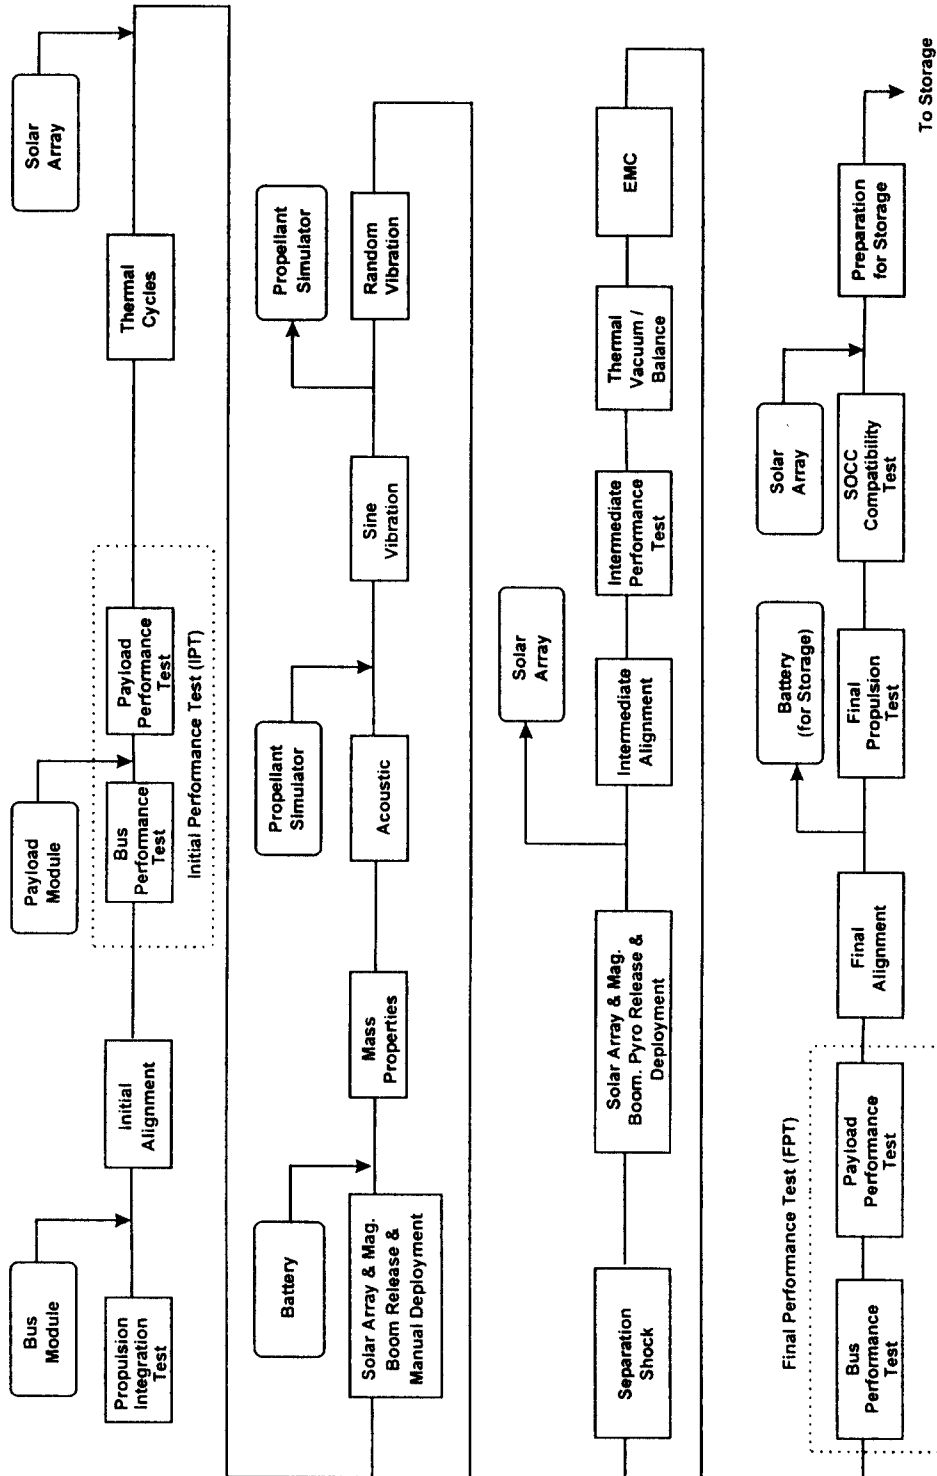 Bus
Module
Propulsion
Integration
Test
Initial
Alignment
Payload
Module
Bus
Performance
Test
Payload
Performance
Test
Initial Performance Test (IPT)
Thermal
Cycles
Solar
Array
Solar Array & Mag.
Boom Release &
Manual Deployment
Battery
Mass
Properties
Acoustic
Propellant
Simulator
Sine
Vibration
Propellant
Simulator
Random
Vibration
Separation
Shock
Solar Array & Mag.
Boom. Pyro Release &
Deployment
Solar
Array
Intermediate
Alignment
Intermediate
Performance
Test
Thermal
Vacuum /
Balance
EMC
Final Performance Test (FPT)
Bus
Performance
Test
Payload
Performance
Test
Final
Alignment
Battery
(for Storage)
Final
Propulsion
Test
SOCC
Compatibility
Test
Solar
Array
Preparation
for Storage
To Storage